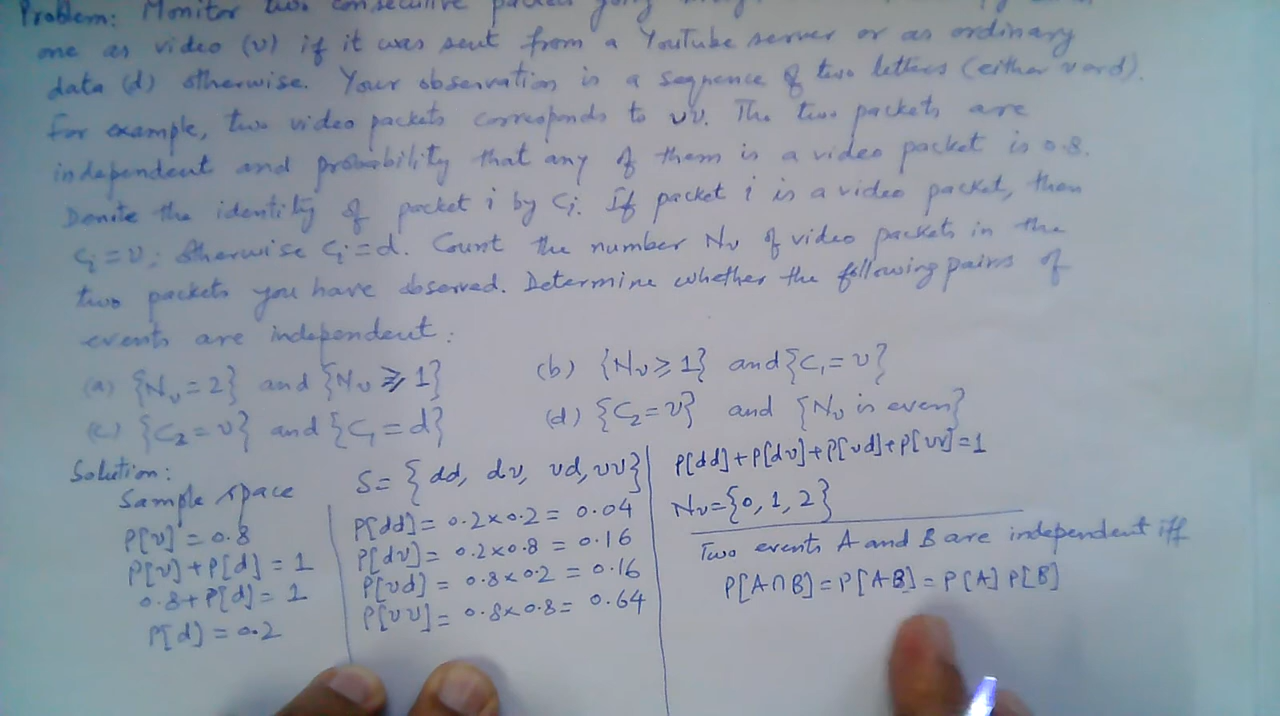 Problem: Monitor two consecutive packets going
one as video (v) if it was sent from a YouTube server or as ordinary
data (d) otherwise. Your observation is a sequence of two letters (either v or d).
For example, two video packets corresponds to vv. The two packets are
independent and probability that any of them is a video packet is 0.8.
Denote the identity of packet i by Ci. If packet i is a video packet, then
Ci = v; otherwise Ci = d. Count the number Nv of video packets in the
two packets you have observed. Determine whether the following pairs of
events are independent:
(a) {Nv = 2} and {Nv ≥ 1}
(b) {Nv ≥ 1} and {C1 = v}
(c) {C2 = v} and {C1 = d}
(d) {C2 = v} and {Nv is even}
Solution:
Sample space
S = {dd, dv, vd, vv}
P[v] = 0.8
P[v] + P[d] = 1
0.8 + P[d] = 1
P[d] = 0.2
P[dd] = 0.2 × 0.2 = 0.04
P[dv] = 0.2 × 0.8 = 0.16
P[vd] = 0.8 × 0.2 = 0.16
P[vv] = 0.8 × 0.8 = 0.64
P[dd] + P[dv] + P[vd] + P[vv] = 1
Nv = {0, 1, 2}
Two events A and B are independent iff
P[A∩B] = P[AB] = P[A] P[B]